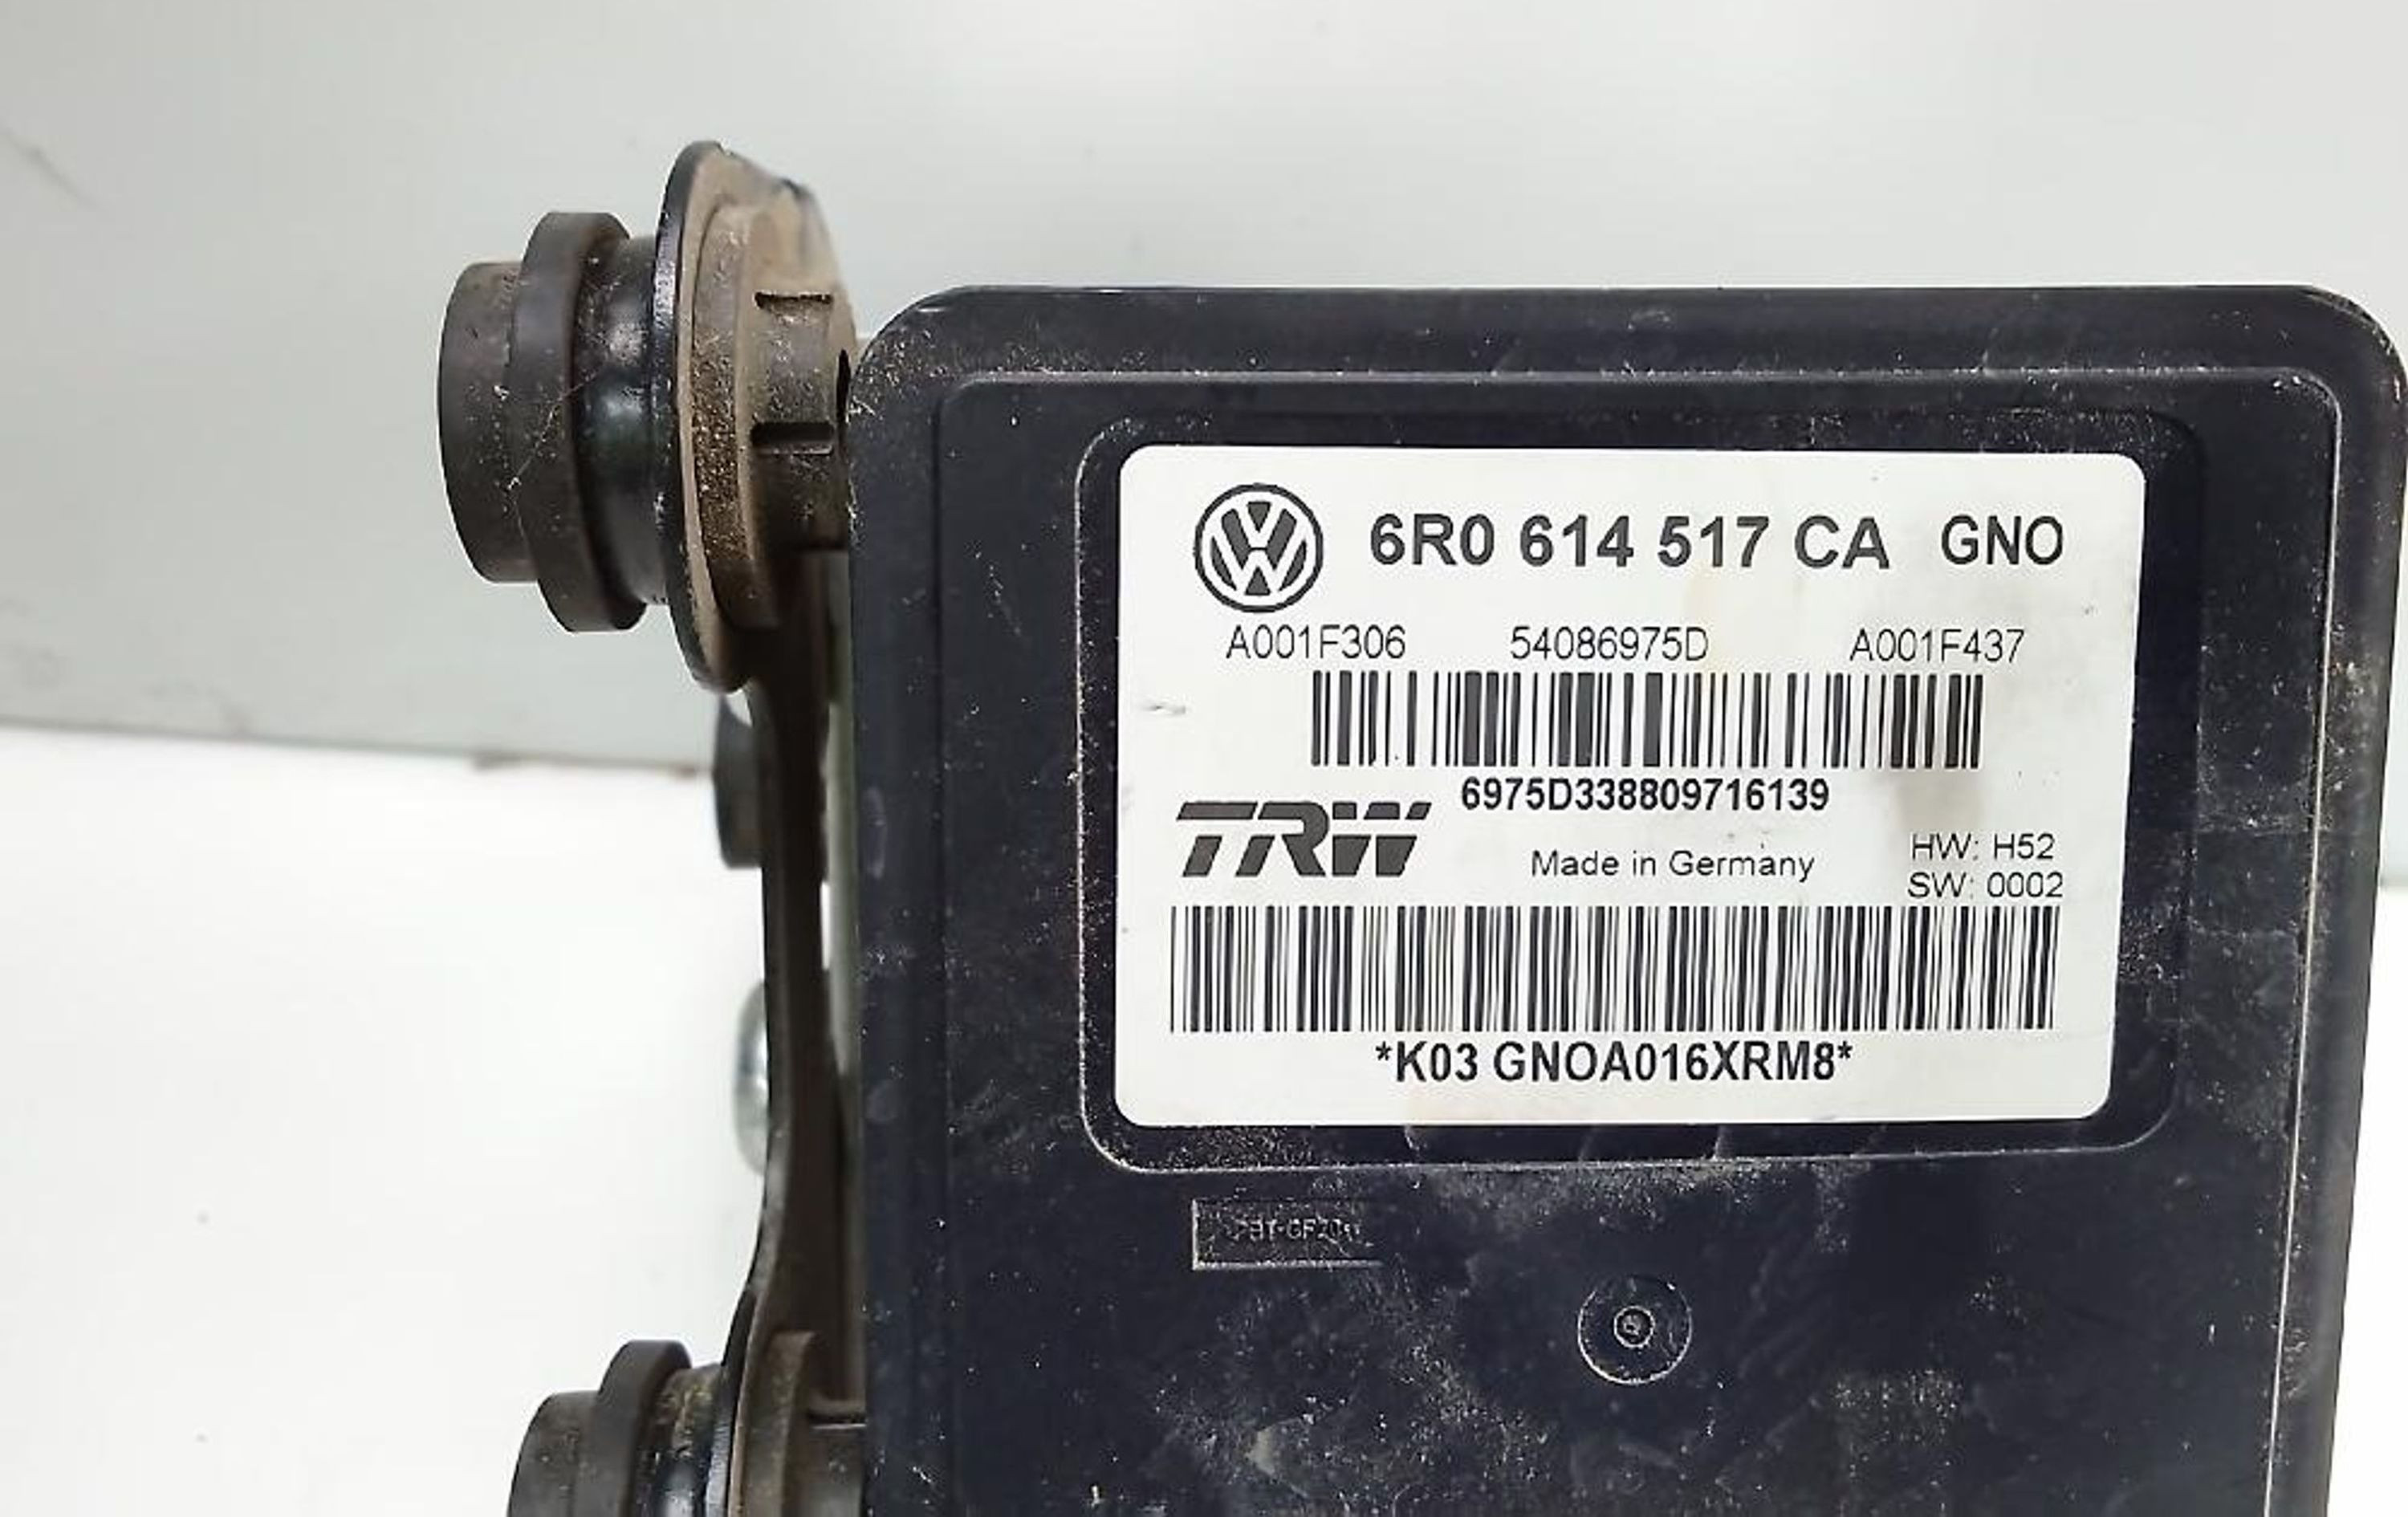 6R0 614 517 CA GNO
A001F306 54086975D A001F437
6975D338809716139
TRW
Made in Germany
HW: H52
SW: 0002
*K03 GNOA016XRM8*